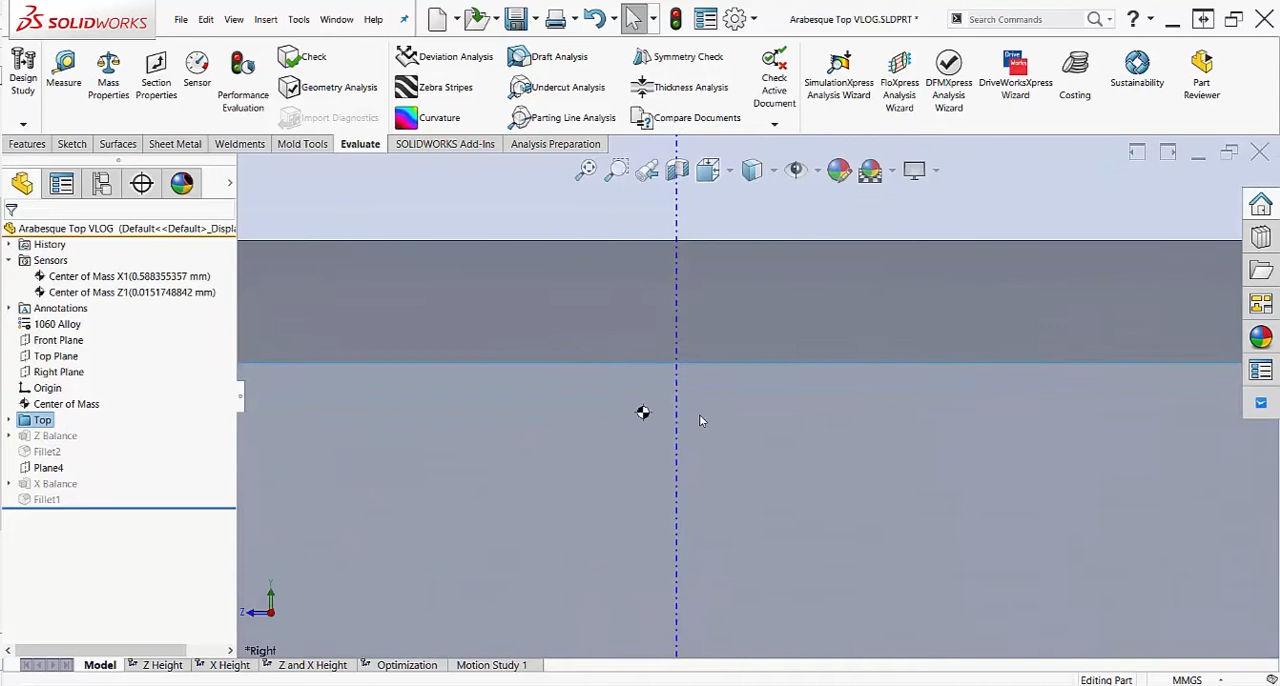 SOLIDWORKS File Edit View Insert Tools Window Help Arabesque Top VLOG.SLDPRT * Search Commands
Design Study
Measure
Mass Properties
Section Properties
Sensor
Performance Evaluation
Check
Geometry Analysis
Import Diagnostics
Deviation Analysis
Zebra Stripes
Curvature
Draft Analysis
Undercut Analysis
Parting Line Analysis
Symmetry Check
Thickness Analysis
Compare Documents
Check Active Document
SimulationXpress Analysis Wizard
FloXpress Analysis Wizard
DFMXpress Analysis Wizard
Drive Works
DriveWorksXpress Wizard
Costing
Sustainability
Part Reviewer
Features Sketch Surfaces Sheet Metal Weldments Mold Tools Evaluate SOLIDWORKS Add-Ins Analysis Preparation
Arabesque Top VLOG (Default<<Default>_Displa
History
Sensors
Center of Mass X1(0.588355357 mm)
Center of Mass Z1(0.0151748842 mm)
Annotations
1060 Alloy
Front Plane
Top Plane
Right Plane
Origin
Center of Mass
Top
Z Balance
Fillet2
Plane4
X Balance
Fillet1
Y
Z
*Right
Model Z Height X Height Z and X Height Optimization Motion Study 1
Editing Part MMGS